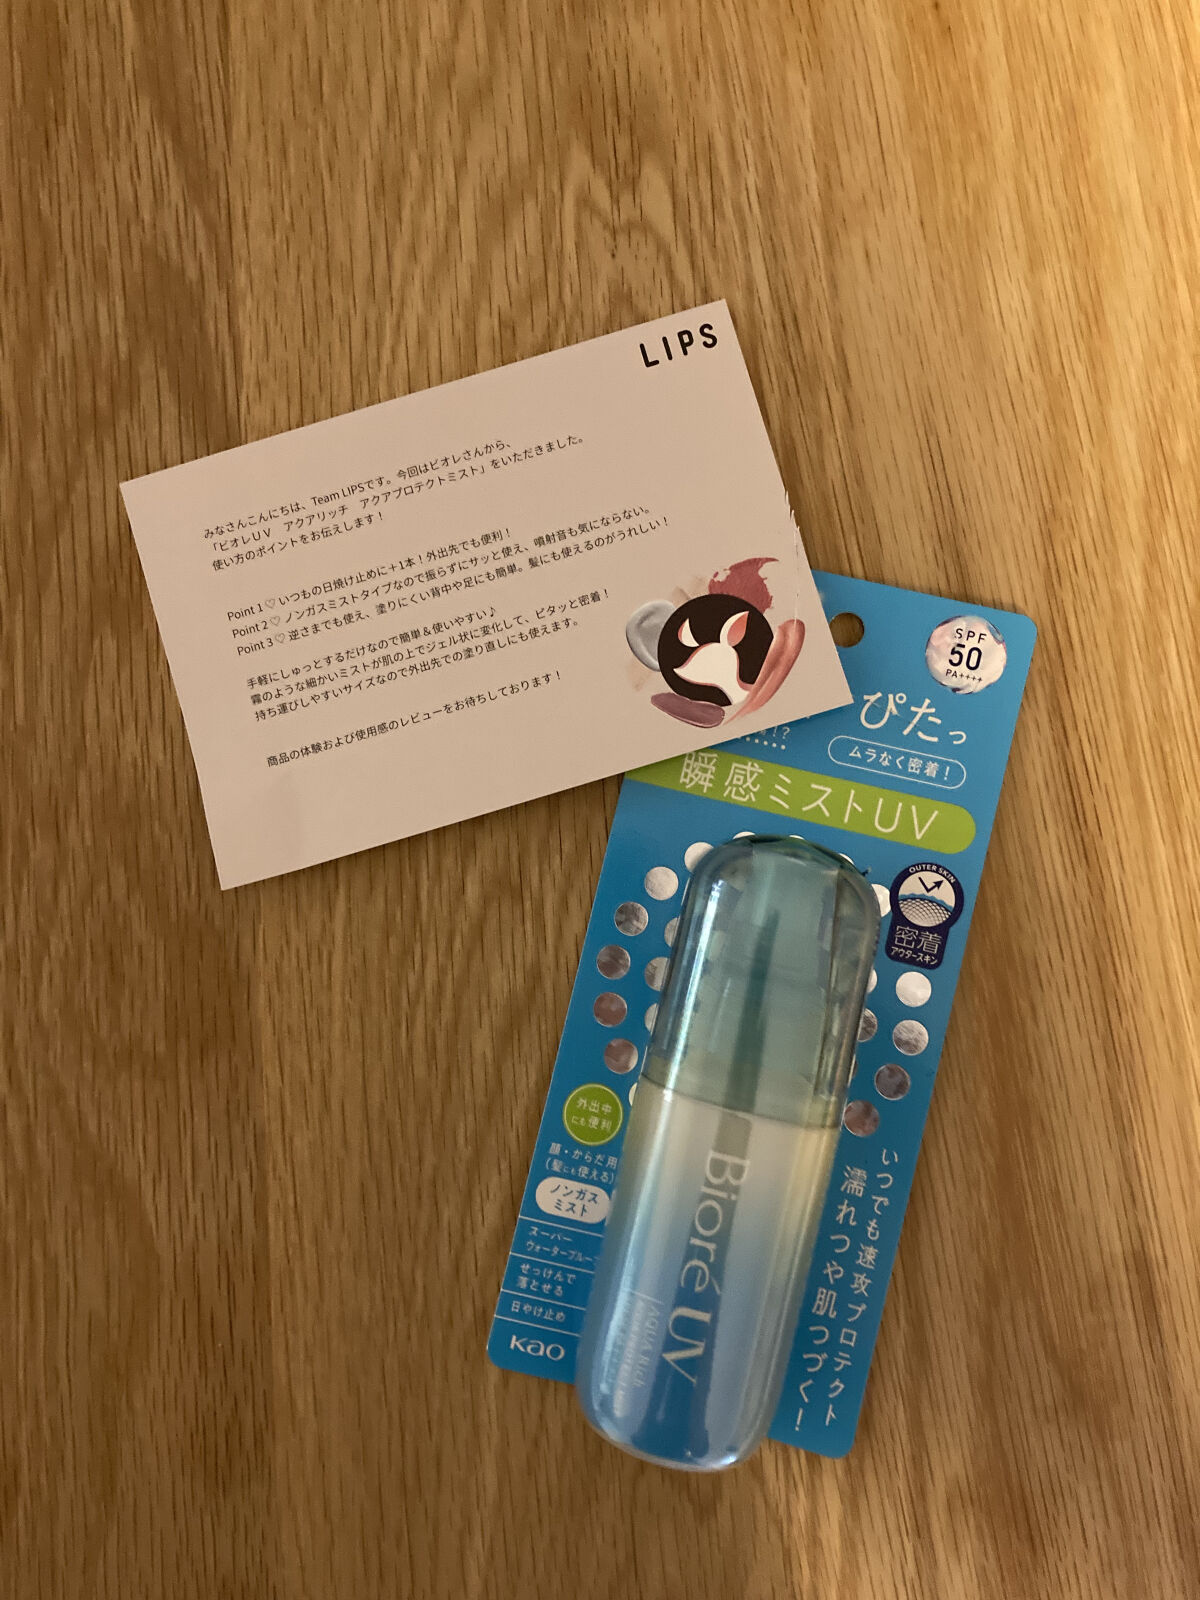 LIPS
みなさんこんにちは、Team LIPSです。今回はビオレさんから、
「ビオレUV アクアリッチ アクアプロテクトミスト」をいただきました。
使い方のポイントをお伝えします！
Point 1♡いつもの日焼け止めに＋1本！外出先でも便利！
Point 2♡ノンガスミストタイプなので振らずにサッと使え、噴射音も気にならない。
Point 3♡逆さまでも使え、塗りにくい背中や足にも簡単。髪にも使えるのがうれしい！
手軽にしゅっとするだけなので簡単＆使いやすい♪
霧のような細かいミストが肌の上でジェル状に変化して、ピタッと密着！
持ち運びしやすいサイズなので外出先での塗り直しにも使えます。
商品の体験および使用感のレビューをお待ちしております！
SPF
50
PA++++
ぴたっ
！？
ムラなく密着！
瞬感ミストUV
OUTER SKIN
密着
アウタースキン
外出中
にも便利
顔・からだ用
（髪にも使える）
ノンガス
ミスト
スーパー
ウォータープルーフ
せっけんで
落とせる
日やけ止め
Kao
Bioré UV
AQUA Rich
いつでも速攻プロテクト
濡れつや肌つづく！